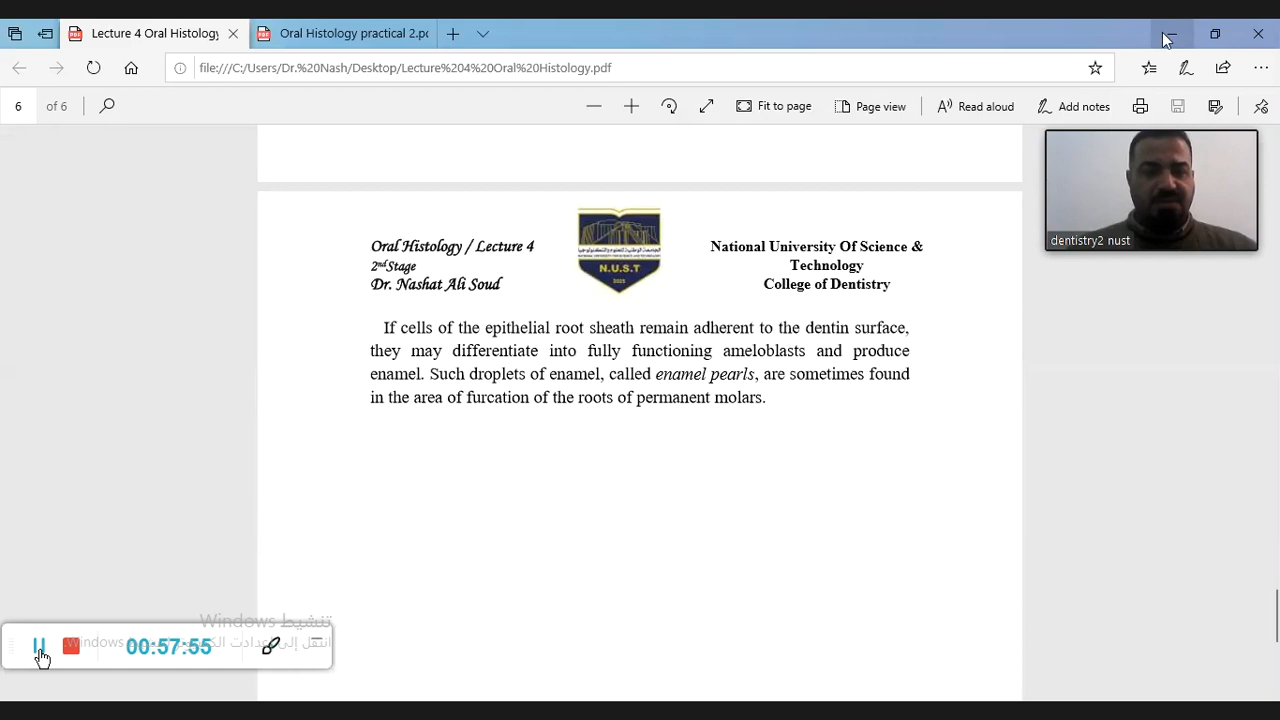 Lecture 4 Oral Histology
Oral Histology practical 2.pd
file:///C:/Users/Dr.%20Nash/Desktop/Lecture%204%20Oral%20Histology.pdf
6 of 6
Fit to page
Page view
Read aloud
Add notes
dentistry2 nust
Oral Histology / Lecture 4
2nd Stage
Dr. Nashat Ali Soud
N.U.S.T
National University Of Science &
Technology
College of Dentistry
If cells of the epithelial root sheath remain adherent to the dentin surface,
they may differentiate into fully functioning ameloblasts and produce
enamel. Such droplets of enamel, called enamel pearls, are sometimes found
in the area of furcation of the roots of permanent molars.
تنشيط Windows
انتقل إلى Windows.
00:57:55